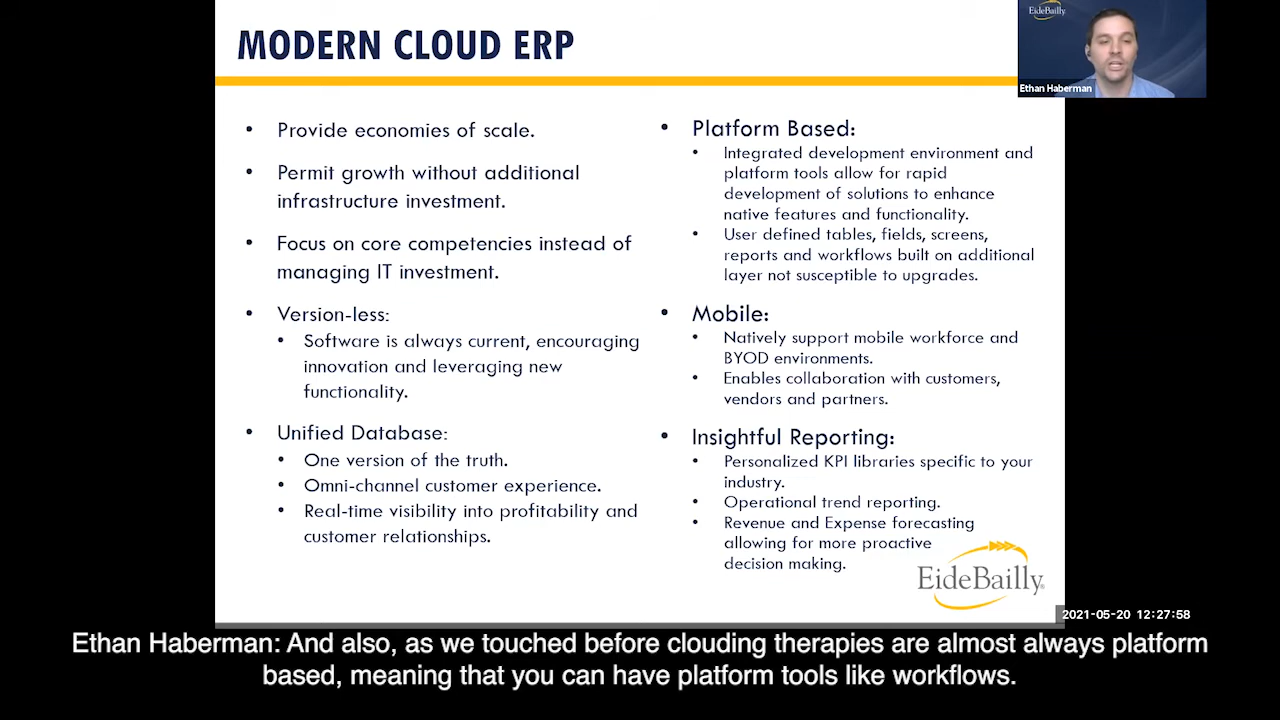 MODERN CLOUD ERP
EideBailly
Ethan Haberman
• Provide economies of scale.
• Permit growth without additional
infrastructure investment.
• Focus on core competencies instead of
managing IT investment.
• Version-less:
• Software is always current, encouraging
innovation and leveraging new
functionality.
• Unified Database:
• One version of the truth.
• Omni-channel customer experience.
• Real-time visibility into profitability and
customer relationships.
• Platform Based:
• Integrated development environment and
platform tools allow for rapid
development of solutions to enhance
native features and functionality.
• User defined tables, fields, screens,
reports and workflows built on additional
layer not susceptible to upgrades.
• Mobile:
• Natively support mobile workforce and
BYOD environments.
• Enables collaboration with customers,
vendors and partners.
• Insightful Reporting:
• Personalized KPI libraries specific to your
industry.
• Operational trend reporting.
• Revenue and Expense forecasting
allowing for more proactive
decision making.
EideBailly®
2021-05-20 12:27:58
Ethan Haberman: And also, as we touched before clouding therapies are almost always platform
based, meaning that you can have platform tools like workflows.